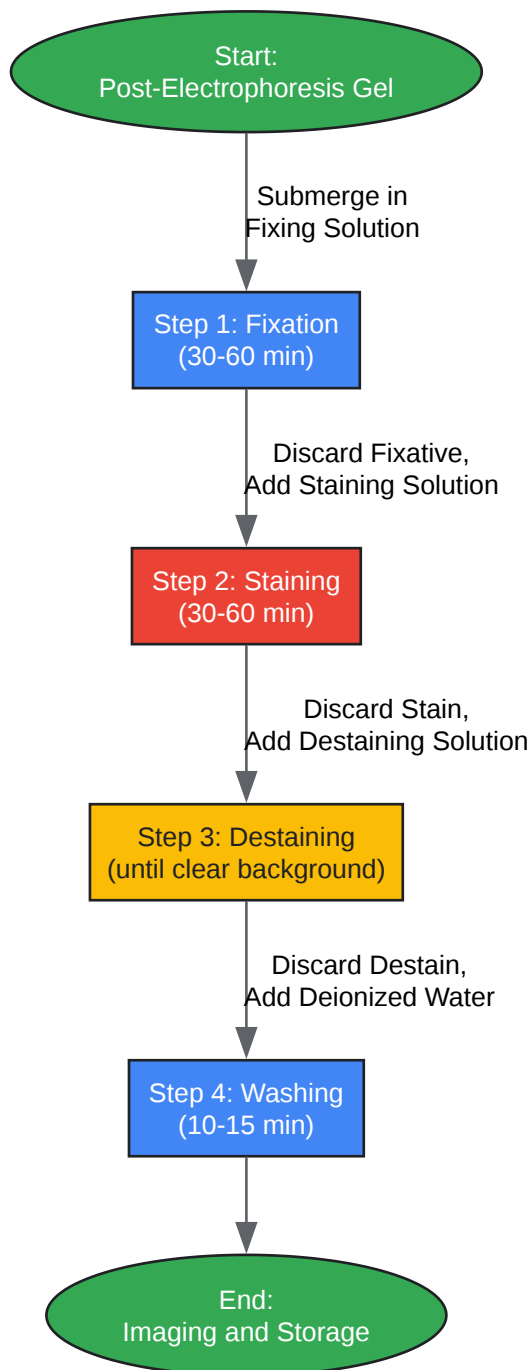 Start:
Post-Electrophoresis Gel
Submerge in
Fixing Solution
Step 1: Fixation
(30-60 min)
Discard Fixative,
Add Staining Solution
Step 2: Staining
(30-60 min)
Discard Stain,
Add Destaining Solution
Step 3: Destaining
(until clear background)
Discard Destain,
Add Deionized Water
Step 4: Washing
(10-15 min)
End:
Imaging and Storage